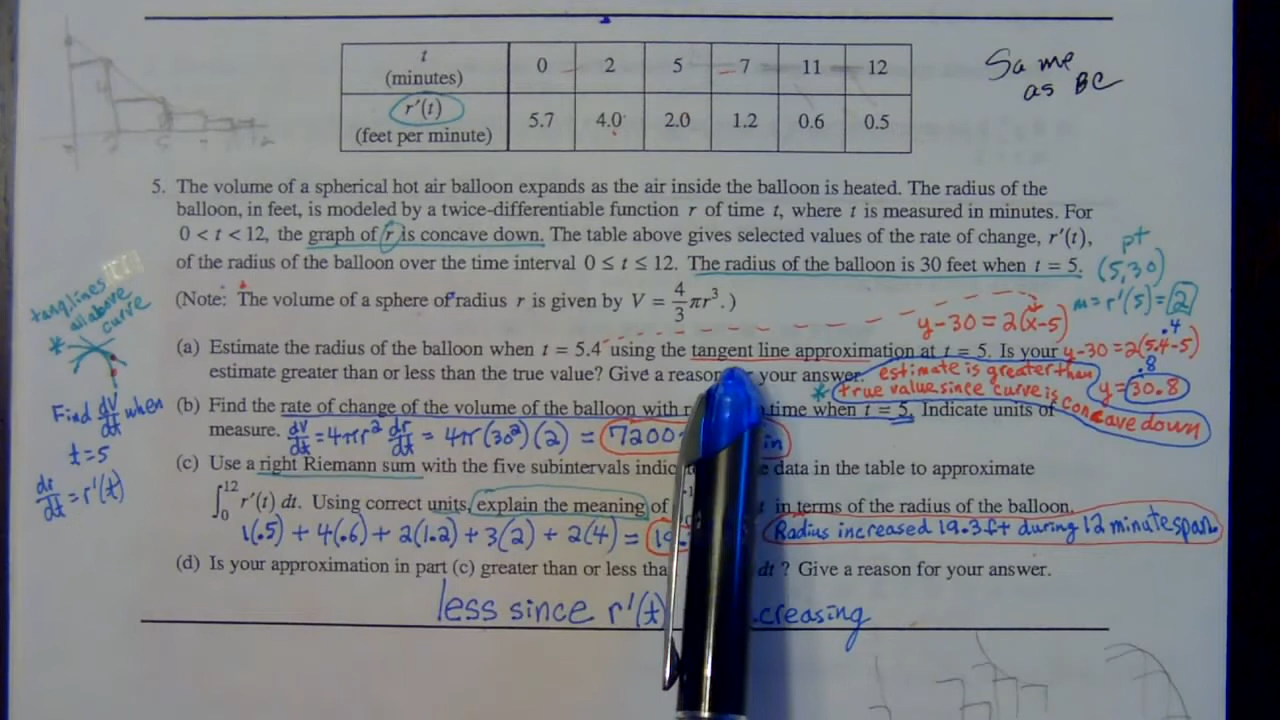 Same
as BC
t
(minutes)
0 2 5 7 11 12
r'(t)
(feet per minute)
5.7 4.0 2.0 1.2 0.6 0.5
5. The volume of a spherical hot air balloon expands as the air inside the balloon is heated. The radius of the
balloon, in feet, is modeled by a twice-differentiable function r of time t, where t is measured in minutes. For
0 < t < 12, the graph of r is concave down. The table above gives selected values of the rate of change, r'(t),
of the radius of the balloon over the time interval 0 ≤ t ≤ 12. The radius of the balloon is 30 feet when t = 5.
(Note: The volume of a sphere of radius r is given by V = 4/3 πr³.)
pt
(5,30)
m = r'(5) = 2
y-30 = 2(x-5)
tang. lines
all above
curve
*
(a) Estimate the radius of the balloon when t = 5.4 using the tangent line approximation at t = 5. Is your
estimate greater than or less than the true value? Give a reason your answer.
y-30 = 2(5.4-5)
.4
.8
y = 30.8
* estimate is greater than
true value since curve is concave down
(b) Find the rate of change of the volume of the balloon with time when t = 5. Indicate units of
measure. dV/dt = 4πr² dr/dt = 4π(30²)(2) = 7200 in
Find dV/dt when
t=5
dr/dt = r'(t)
(c) Use a right Riemann sum with the five subintervals data in the table to approximate
∫₀¹² r'(t) dt. Using correct units, explain the meaning of in terms of the radius of the balloon.
1(.5) + 4(.6) + 2(1.2) + 3(2) + 2(4) = 19.
Radius increased 19.3ft during 12 minute span
(d) Is your approximation in part (c) greater than or less dt ? Give a reason for your answer.
less since r'(t) creasing